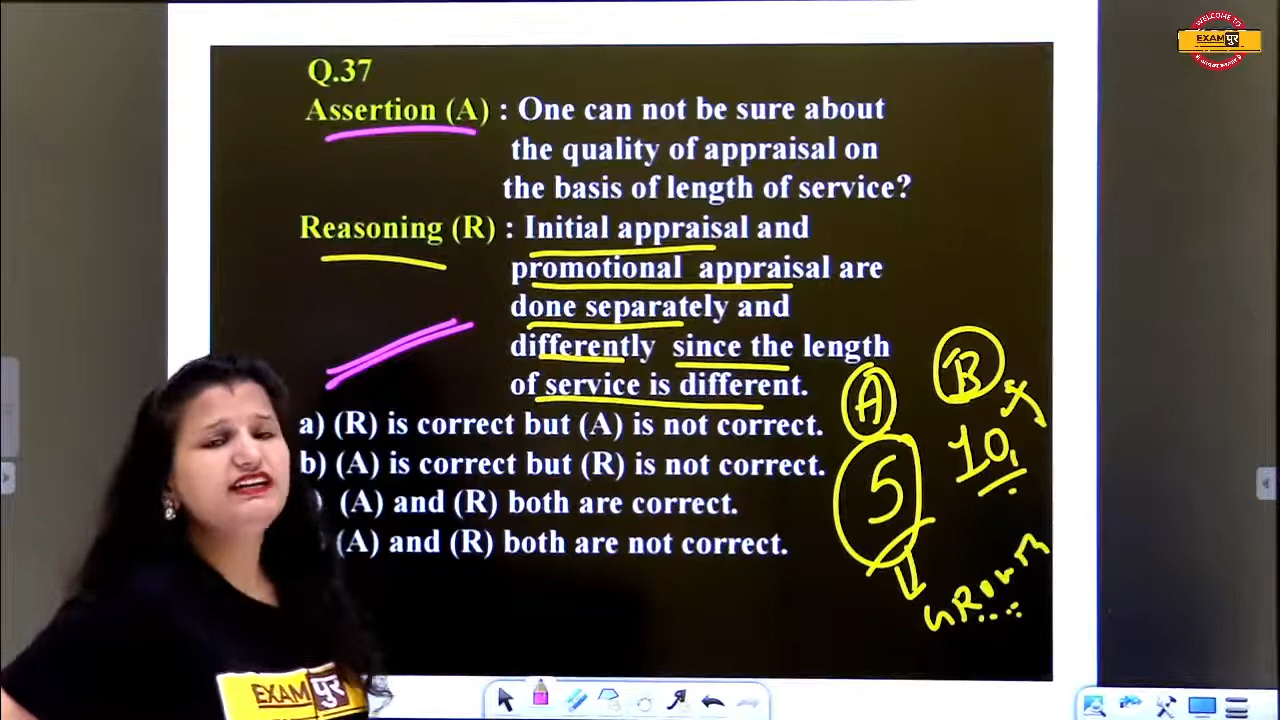 WELCOME TO
EXAM पुर
Q.37
Assertion (A) : One can not be sure about
the quality of appraisal on
the basis of length of service?
Reasoning (R) : Initial appraisal and
promotional appraisal are
done separately and
differently since the length
of service is different.
a) (R) is correct but (A) is not correct.
b) (A) is correct but (R) is not correct.
) (A) and (R) both are correct.
(A) and (R) both are not correct.
A
B
5
10
GROWTH
EXAM पुर